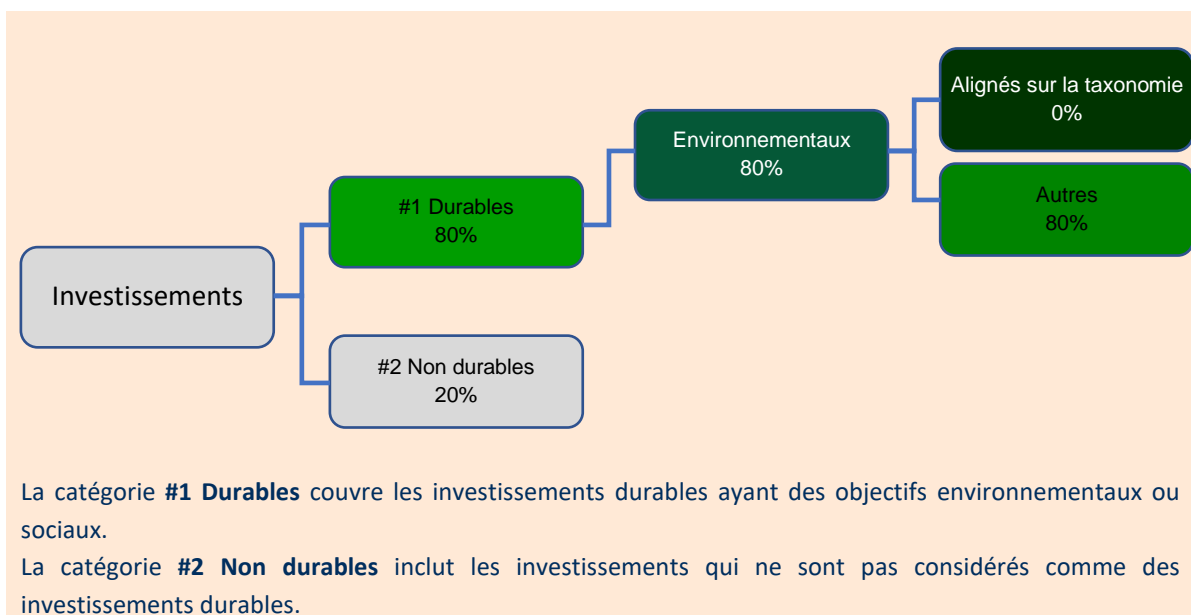 Alignés sur la taxonomie
0%
Environnementaux
80%
#1 Durables
80%
Autres
80%
Investissements
#2 Non durables
20%
La catégorie #1 Durables couvre les investissements durables ayant des objectifs environnementaux ou
sociaux.
La catégorie #2 Non durables inclut les investissements qui ne sont pas considérés comme des
investissements durables.